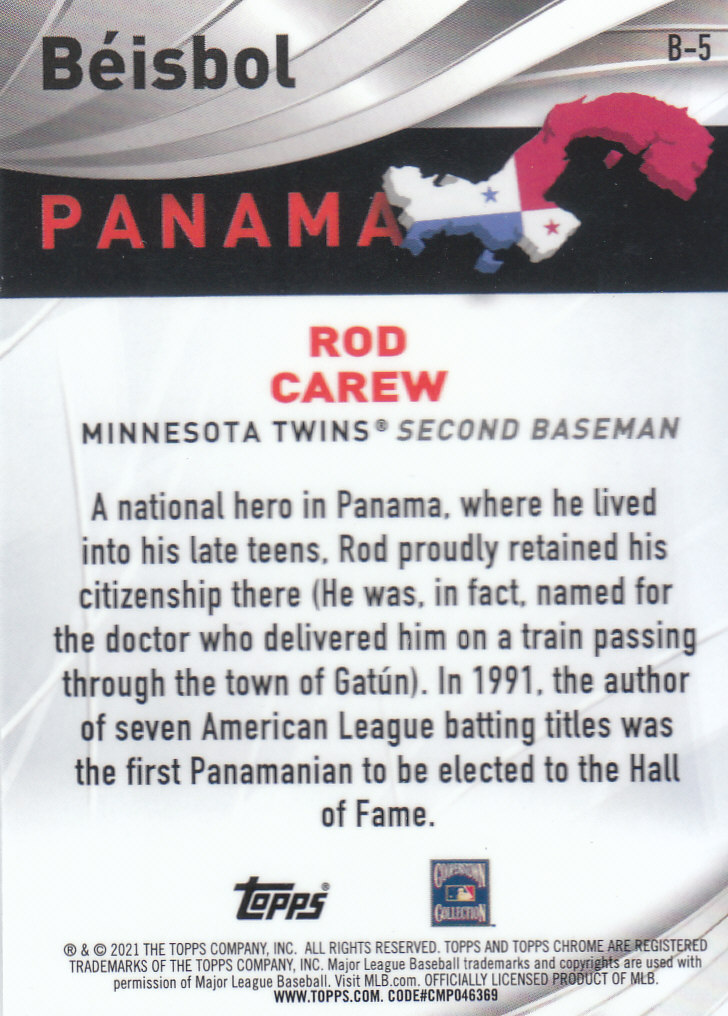 Béisbol
B-5
PANAMA
ROD
CAREW
MINNESOTA TWINS® SECOND BASEMAN
A national hero in Panama, where he lived
into his late teens, Rod proudly retained his
citizenship there (He was, in fact, named for
the doctor who delivered him on a train passing
through the town of Gatún). In 1991, the author
of seven American League batting titles was
the first Panamanian to be elected to the Hall
of Fame.
Topps®
COOPERSTOWN
COLLECTION
® & © 2021 THE TOPPS COMPANY, INC. ALL RIGHTS RESERVED. TOPPS AND TOPPS CHROME ARE REGISTERED
TRADEMARKS OF THE TOPPS COMPANY, INC. Major League Baseball trademarks and copyrights are used with
permission of Major League Baseball. Visit MLB.com. OFFICIALLY LICENSED PRODUCT OF MLB.
WWW.TOPPS.COM. CODE#CMP046369